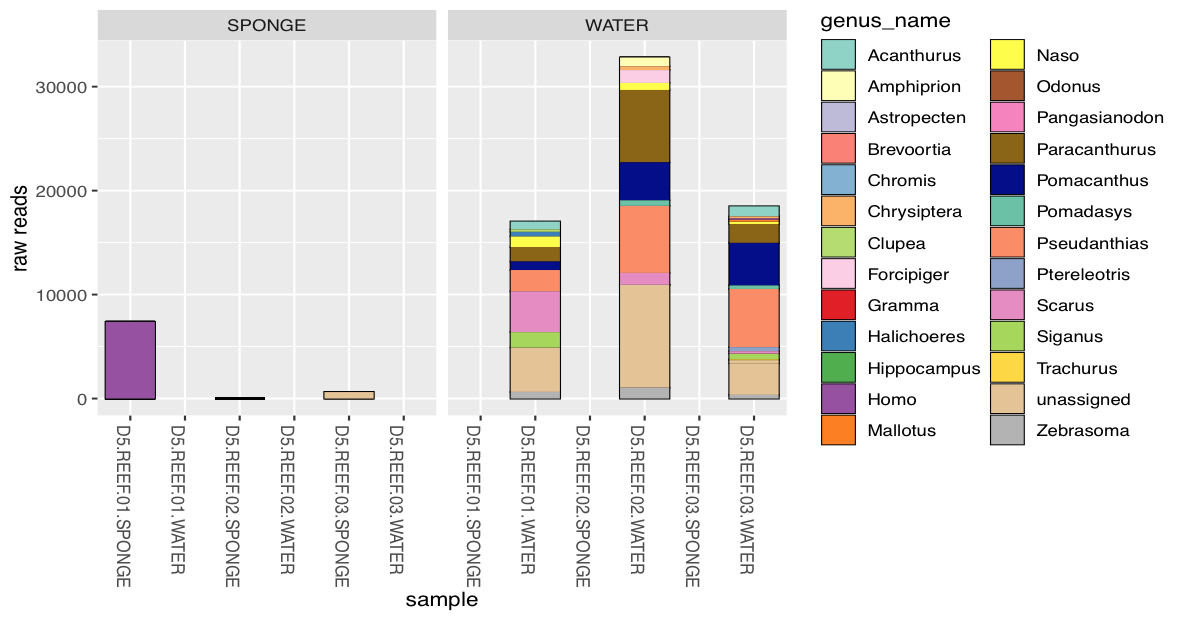 SPONGE
WATER
raw reads
30000
20000
10000
0
D5.REEF.01.SPONGE
D5.REEF.01.WATER
D5.REEF.02.SPONGE
D5.REEF.02.WATER
D5.REEF.03.SPONGE
D5.REEF.03.WATER
D5.REEF.01.SPONGE
D5.REEF.01.WATER
D5.REEF.02.SPONGE
D5.REEF.02.WATER
D5.REEF.03.SPONGE
D5.REEF.03.WATER
sample
genus_name
Acanthurus
Amphiprion
Astropecten
Brevoortia
Chromis
Chrysiptera
Clupea
Forcipiger
Gramma
Halichoeres
Hippocampus
Homo
Mallotus
Naso
Odonus
Pangasianodon
Paracanthurus
Pomacanthus
Pomadasys
Pseudanthias
Ptereleotris
Scarus
Siganus
Trachurus
unassigned
Zebrasoma